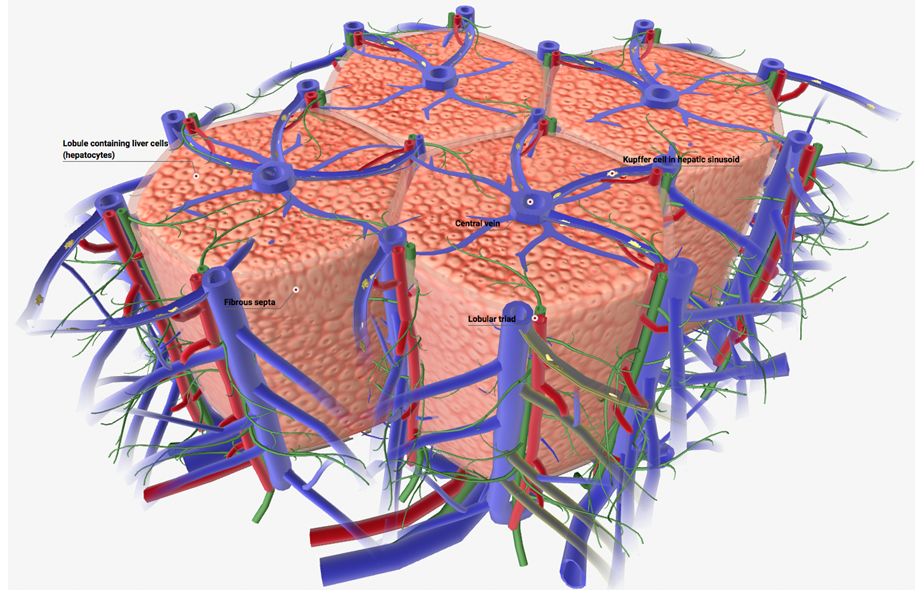 Lobule containing liver cells
(hepatocytes)
Kupffer cell in hepatic sinusoid
Central vein
Fibrous septa
Lobular triad